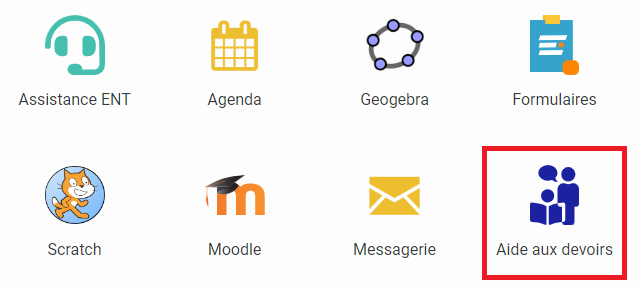 Assistance ENT
Agenda
Geogebra
Formulaires
Scratch
Moodle
Messagerie
Aide aux devoirs